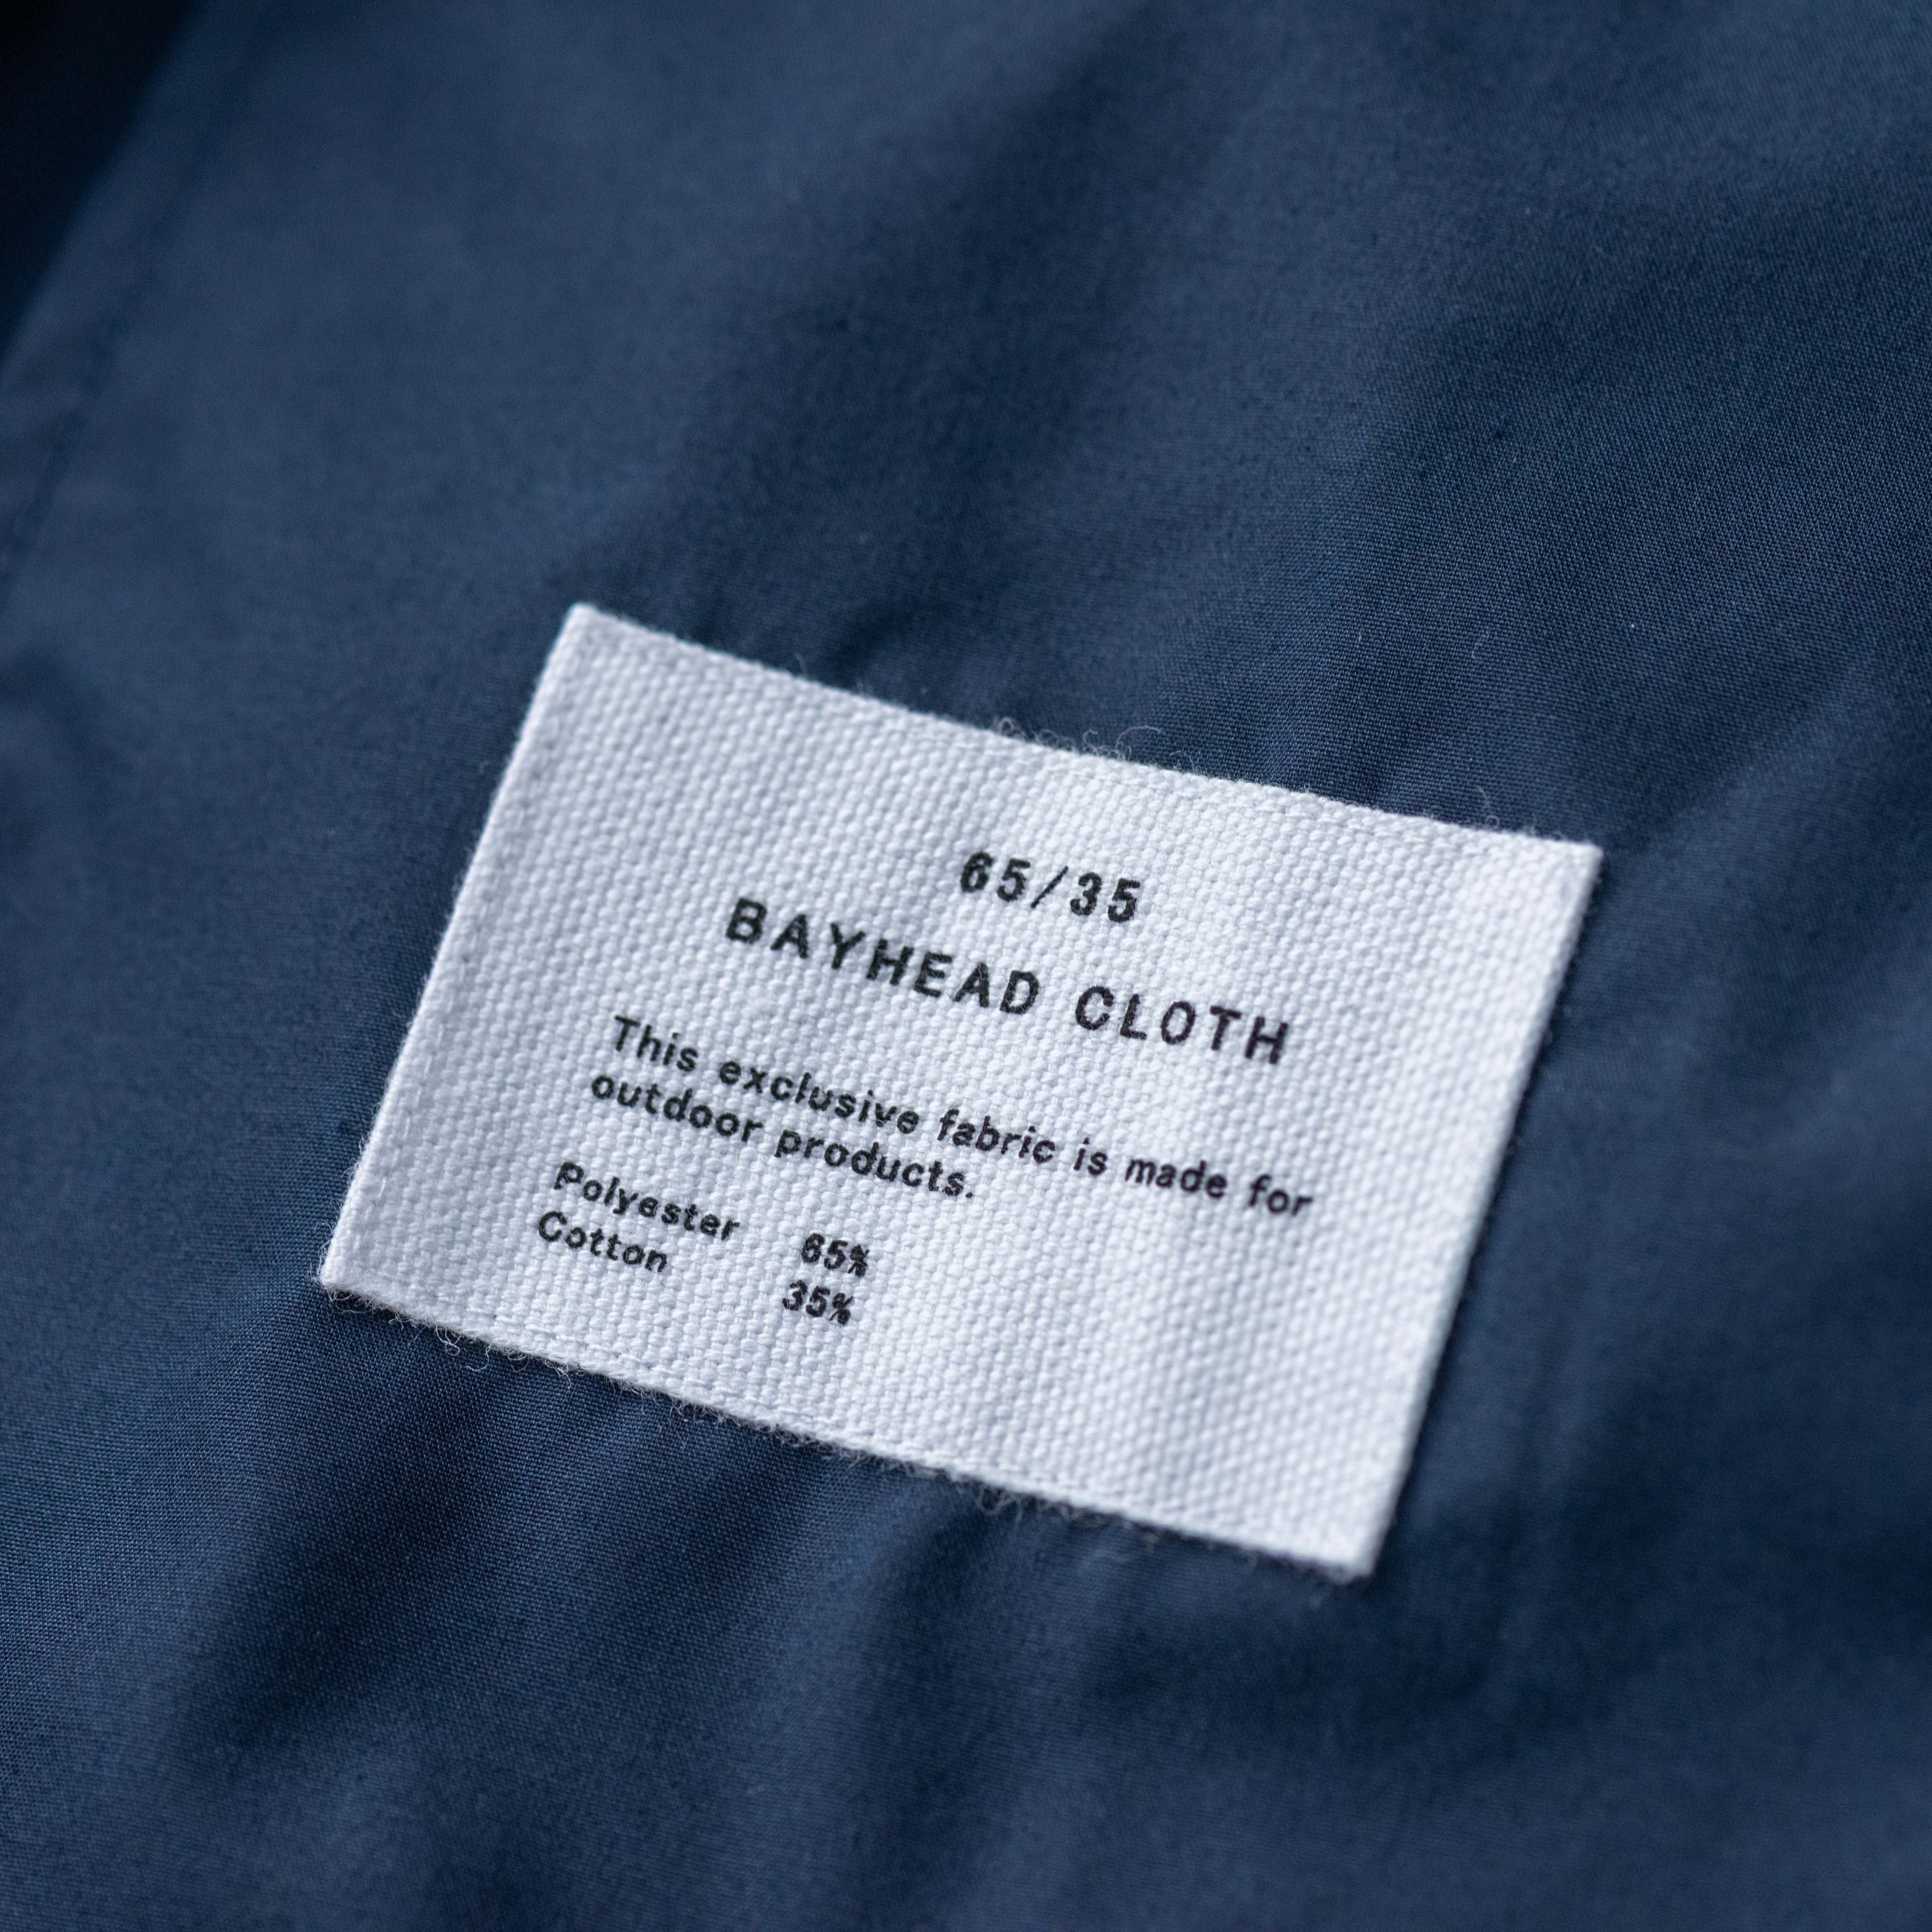 65/35
BAYHEAD CLOTH
This exclusive fabric is made for
outdoor products.
Polyester 65%
Cotton 35%